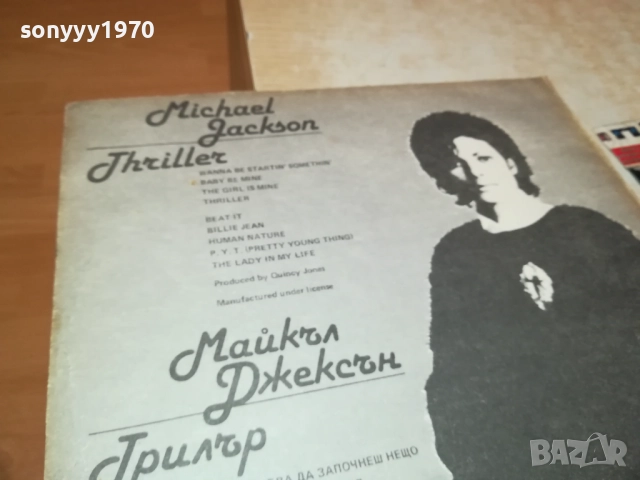 sonyyy1970
Michael
Jackson
Thriller
WANNA BE STARTIN' SOMETHIN'
BABY BE MINE
THE GIRL IS MINE
THRILLER
BEAT IT
BILLIE JEAN
HUMAN NATURE
P. Y. T. (PRETTY YOUNG THING)
THE LADY IN MY LIFE
Produced by Quincy Jones
Manufactured under license
Майкъл
Джексън
Трилър
ДА ЗАПОЧНЕШ НЕЩО
BAZAR